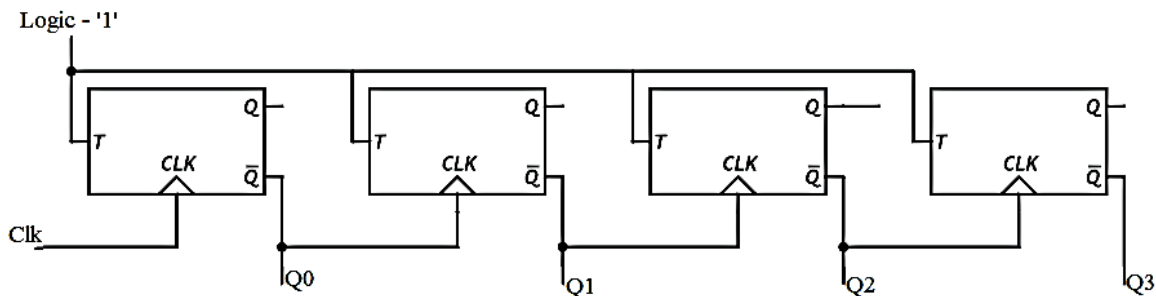 Logic - '1'
Q Q Q Q
T T T T
CLK CLK CLK CLK
Q̅ Q̅ Q̅ Q̅
Clk
Q0 Q1 Q2 Q3